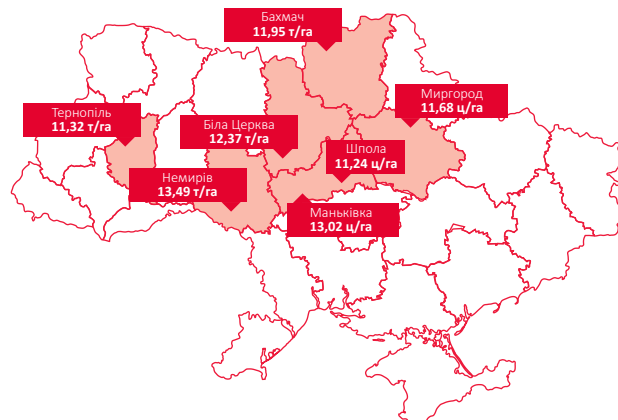 Бахмач
11,95 т/га
Миргород
11,68 ц/га
Тернопіль
11,32 т/га
Біла Церква
12,37 т/га
Шпола
11,24 ц/га
Немирів
13,49 т/га
Маньківка
13,02 ц/га